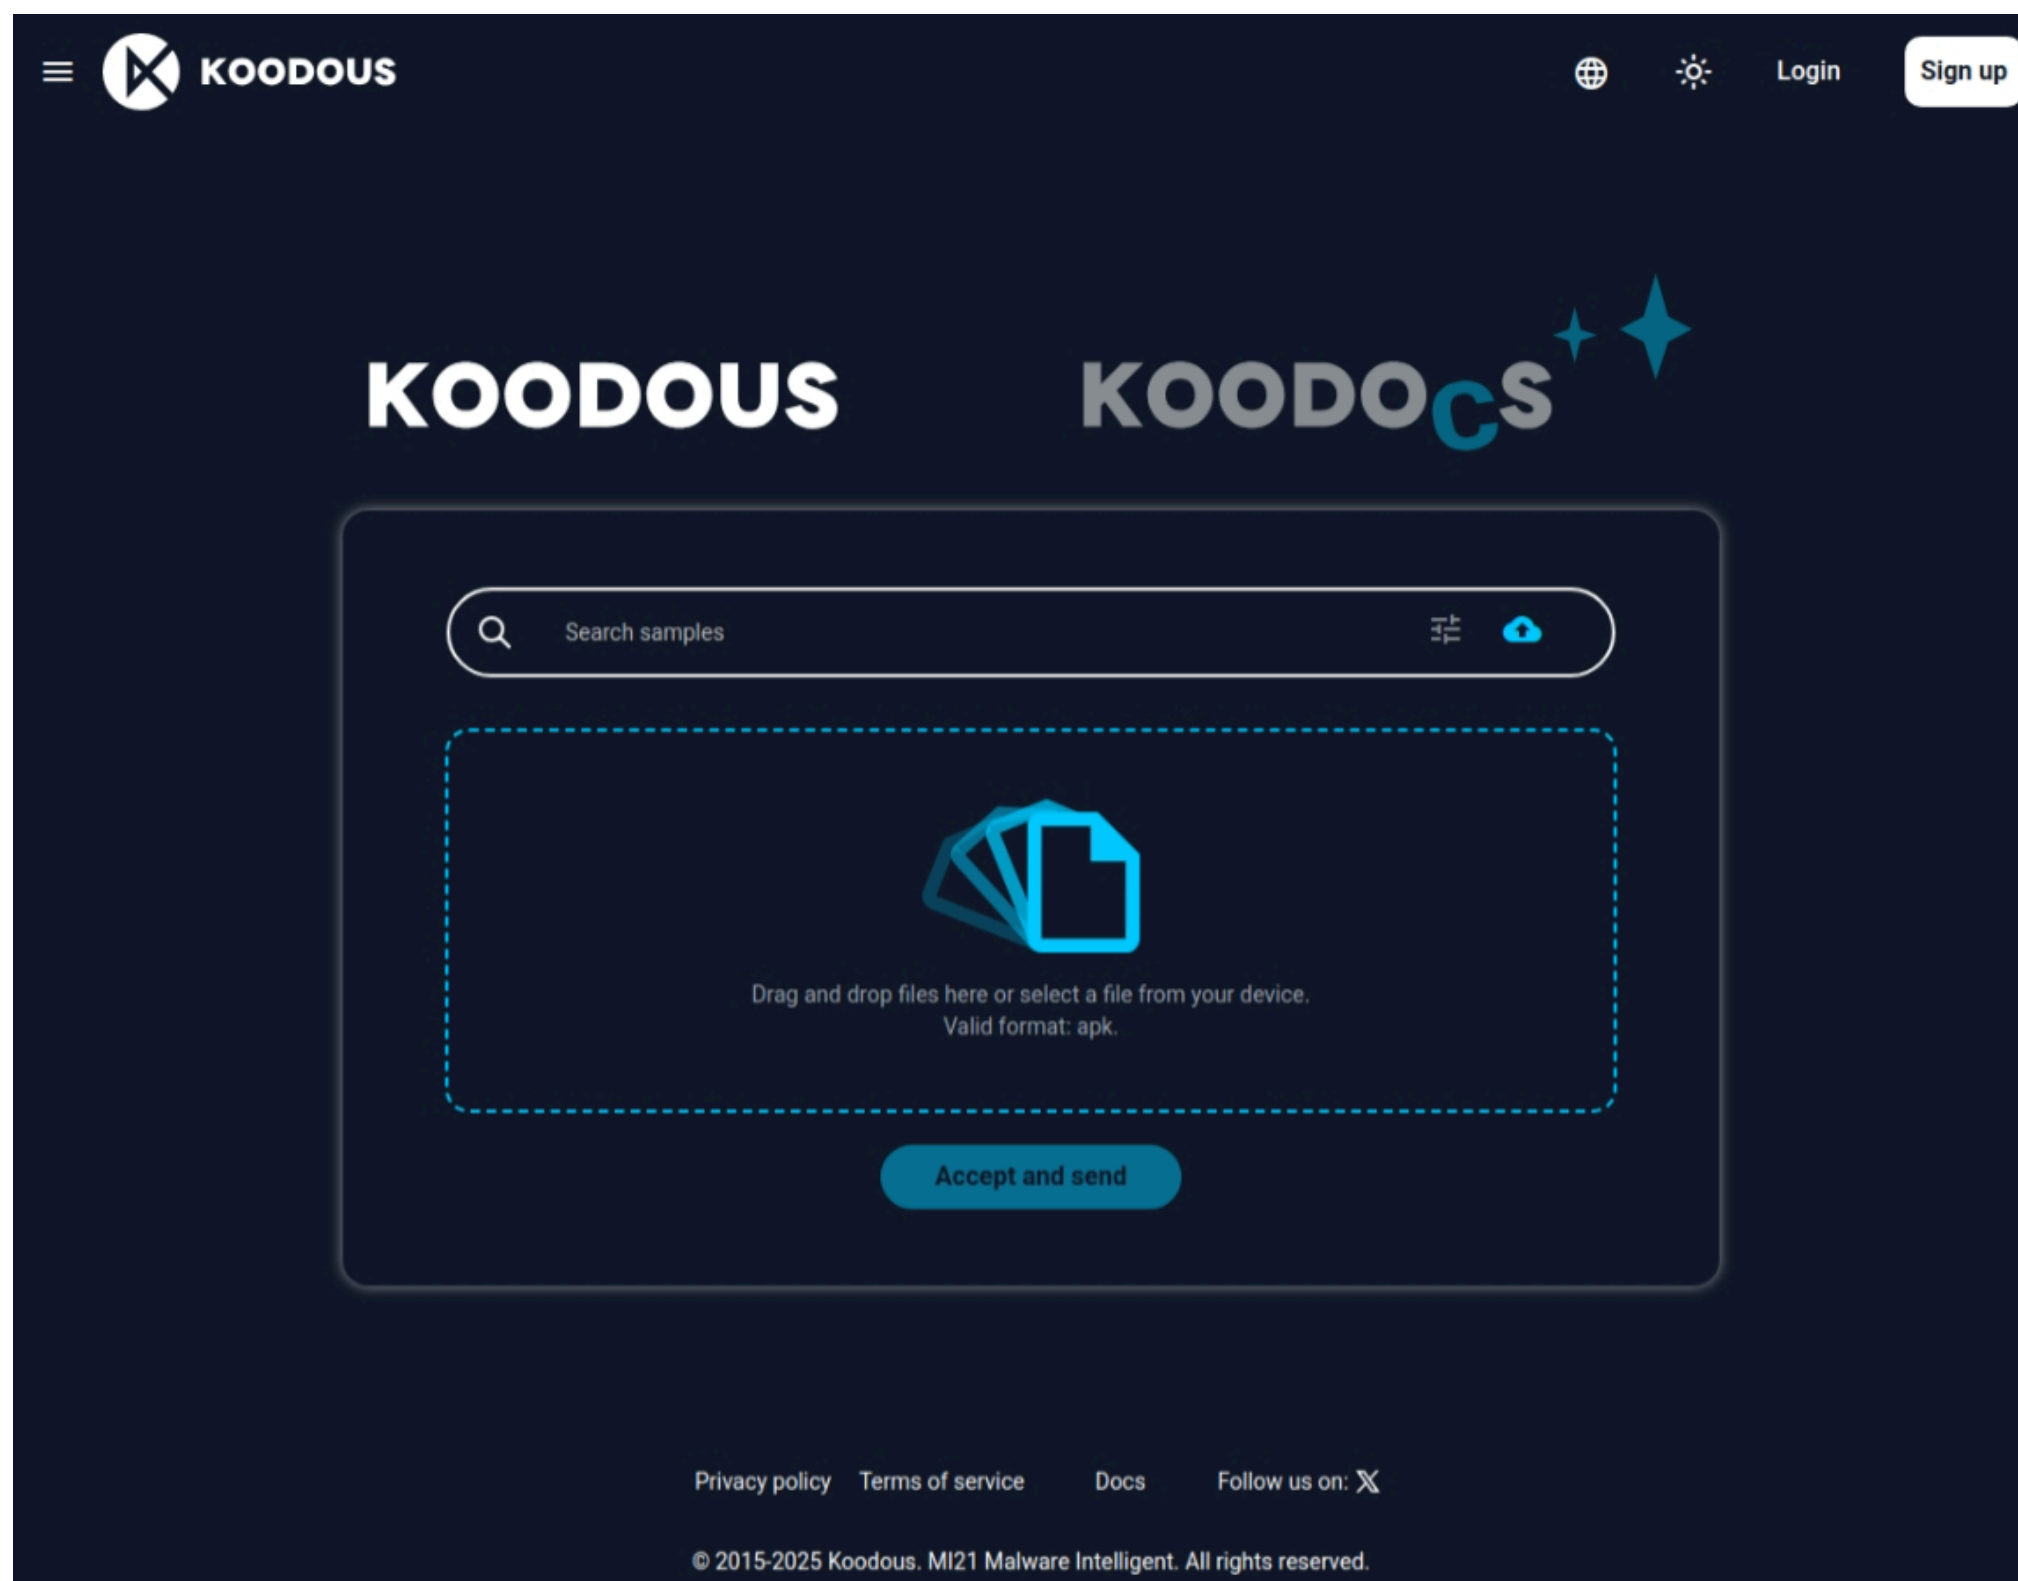 KOODOUS
Login
Sign up
KOODOUS
KOODOcS
Search samples
Drag and drop files here or select a file from your device.
Valid format: apk.
Accept and send
Privacy policy
Terms of service
Docs
Follow us on: X
© 2015-2025 Koodous. MI21 Malware Intelligent. All rights reserved.